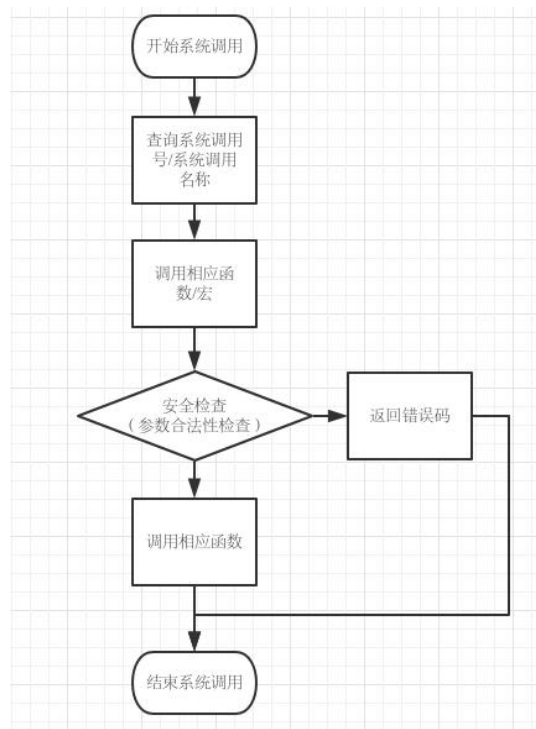 开始系统调用
查询系统调用
号/系统调用
名称
调用相应函
数/宏
安全检查
（参数合法性检查）
返回错误码
调用相应函数
结束系统调用